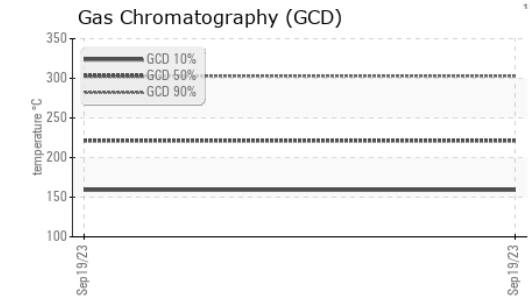 Gas Chromatography (GCD)
350
300
250
200
150
100
temperature °C
GCD 10%
GCD 50%
GCD 90%
Sep19/23
Sep19/23